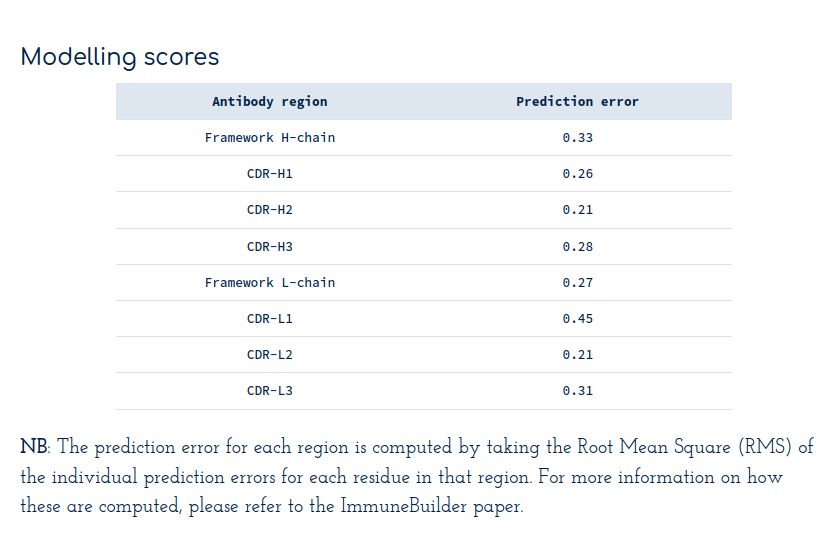 Modelling scores
Antibody region Prediction error
Framework H-chain 0.33
CDR-H1 0.26
CDR-H2 0.21
CDR-H3 0.28
Framework L-chain 0.27
CDR-L1 0.45
CDR-L2 0.21
CDR-L3 0.31
NB: The prediction error for each region is computed by taking the Root Mean Square (RMS) of
the individual prediction errors for each residue in that region. For more information on how
these are computed, please refer to the ImmuneBuilder paper.